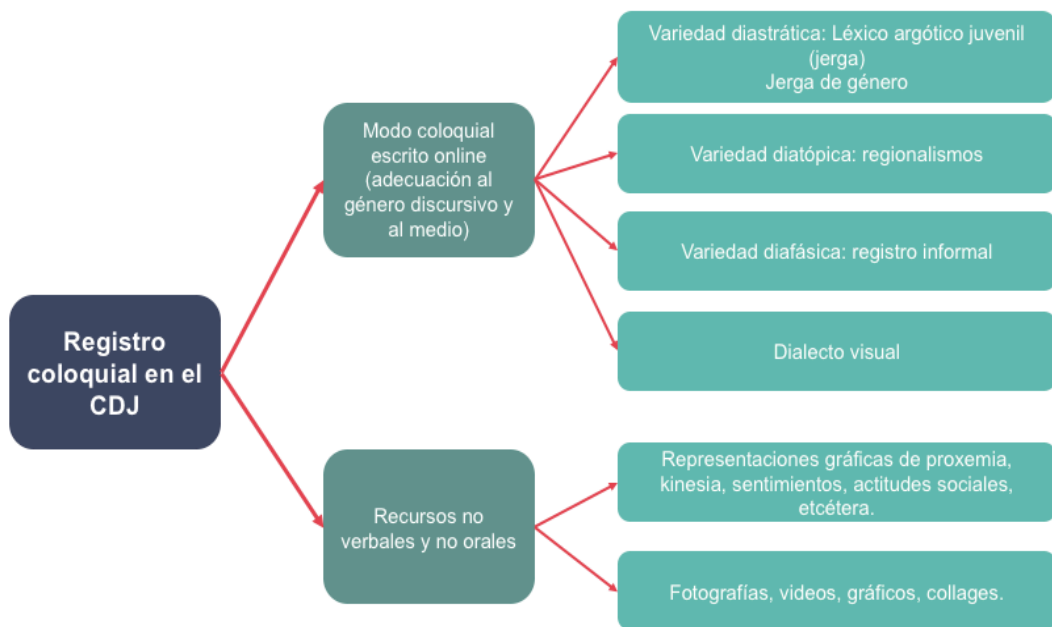 Registro
coloquial en el
CDJ
Modo coloquial
escrito online
(adecuación al
género discursivo y
al medio)
Variedad diastrática: Léxico argótico juvenil
(jerga)
Jerga de género
Variedad diatópica: regionalismos
Variedad diafásica: registro informal
Dialecto visual
Recursos no
verbales y no orales
Representaciones gráficas de proxemia,
kinesia, sentimientos, actitudes sociales,
etcétera.
Fotografías, videos, gráficos, collages.